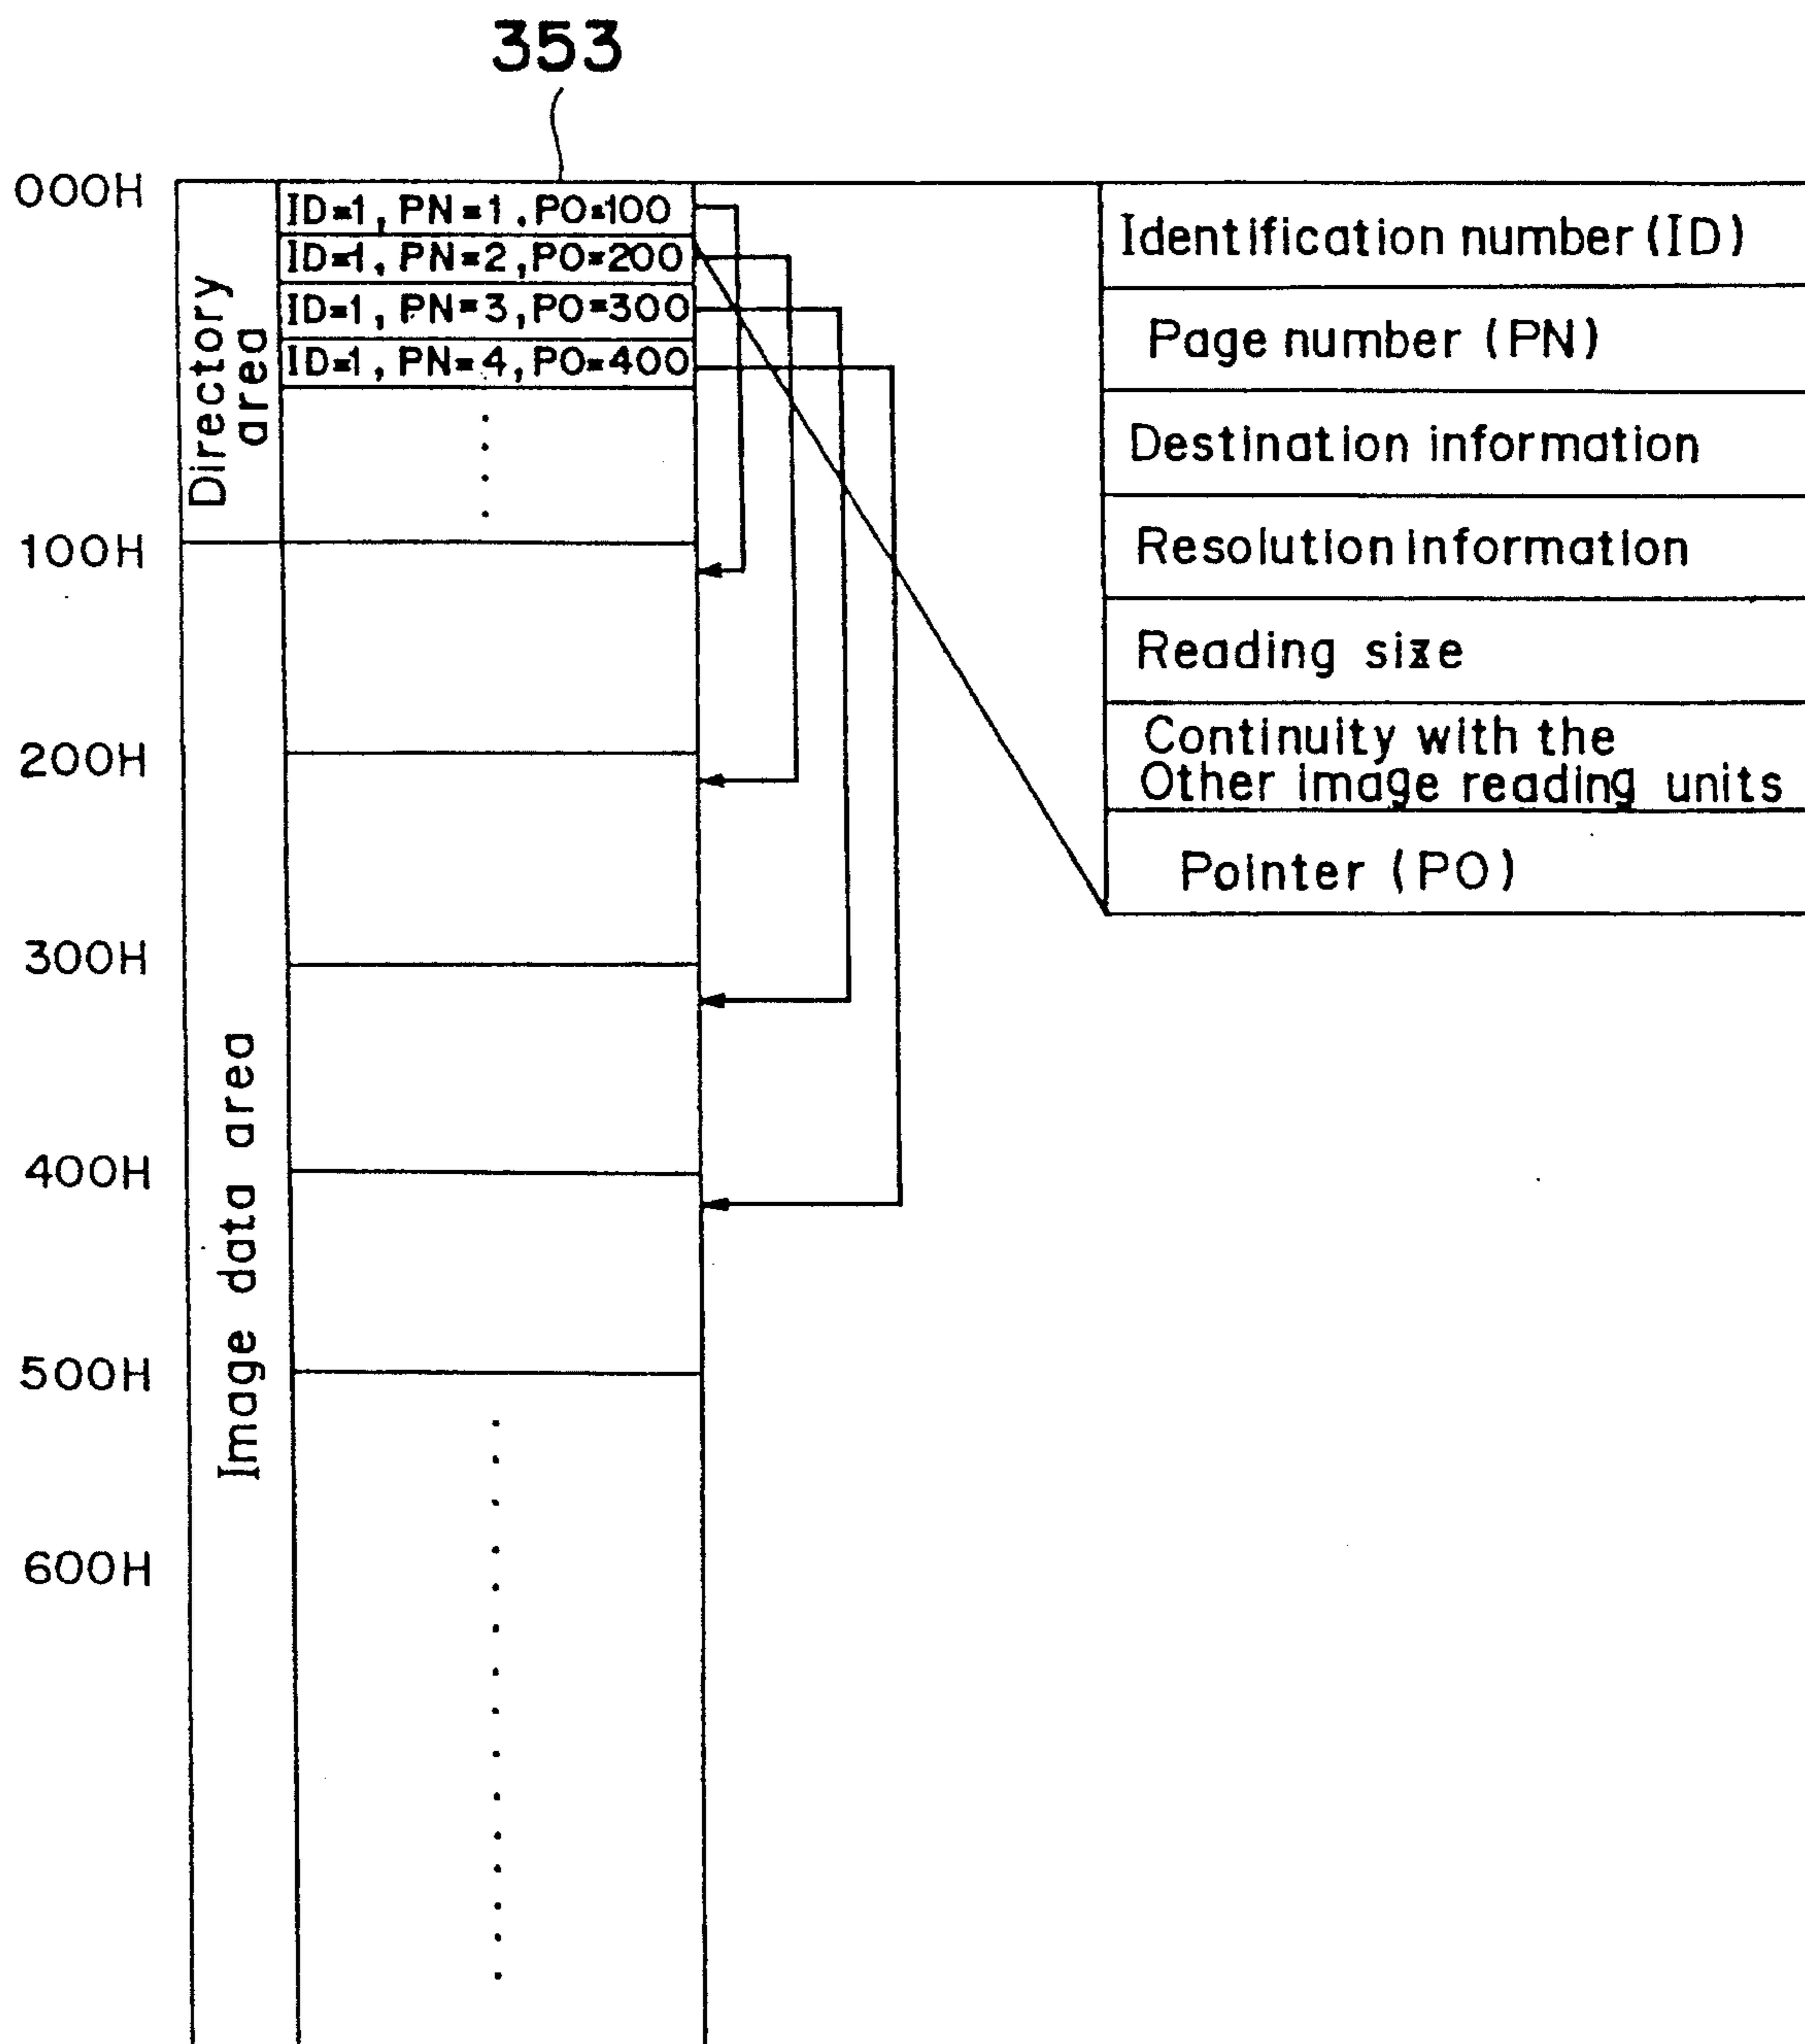 353
000H
ID=1, PN=1, PO=100
ID=1, PN=2, PO=200
ID=1, PN=3, PO=300
ID=1, PN=4, PO=400
Directory
area
100H
200H
300H
400H
500H
600H
Image data area
Identification number (ID)
Page number (PN)
Destination information
Resolution information
Reading size
Continuity with the
Other image reading units
Pointer (PO)